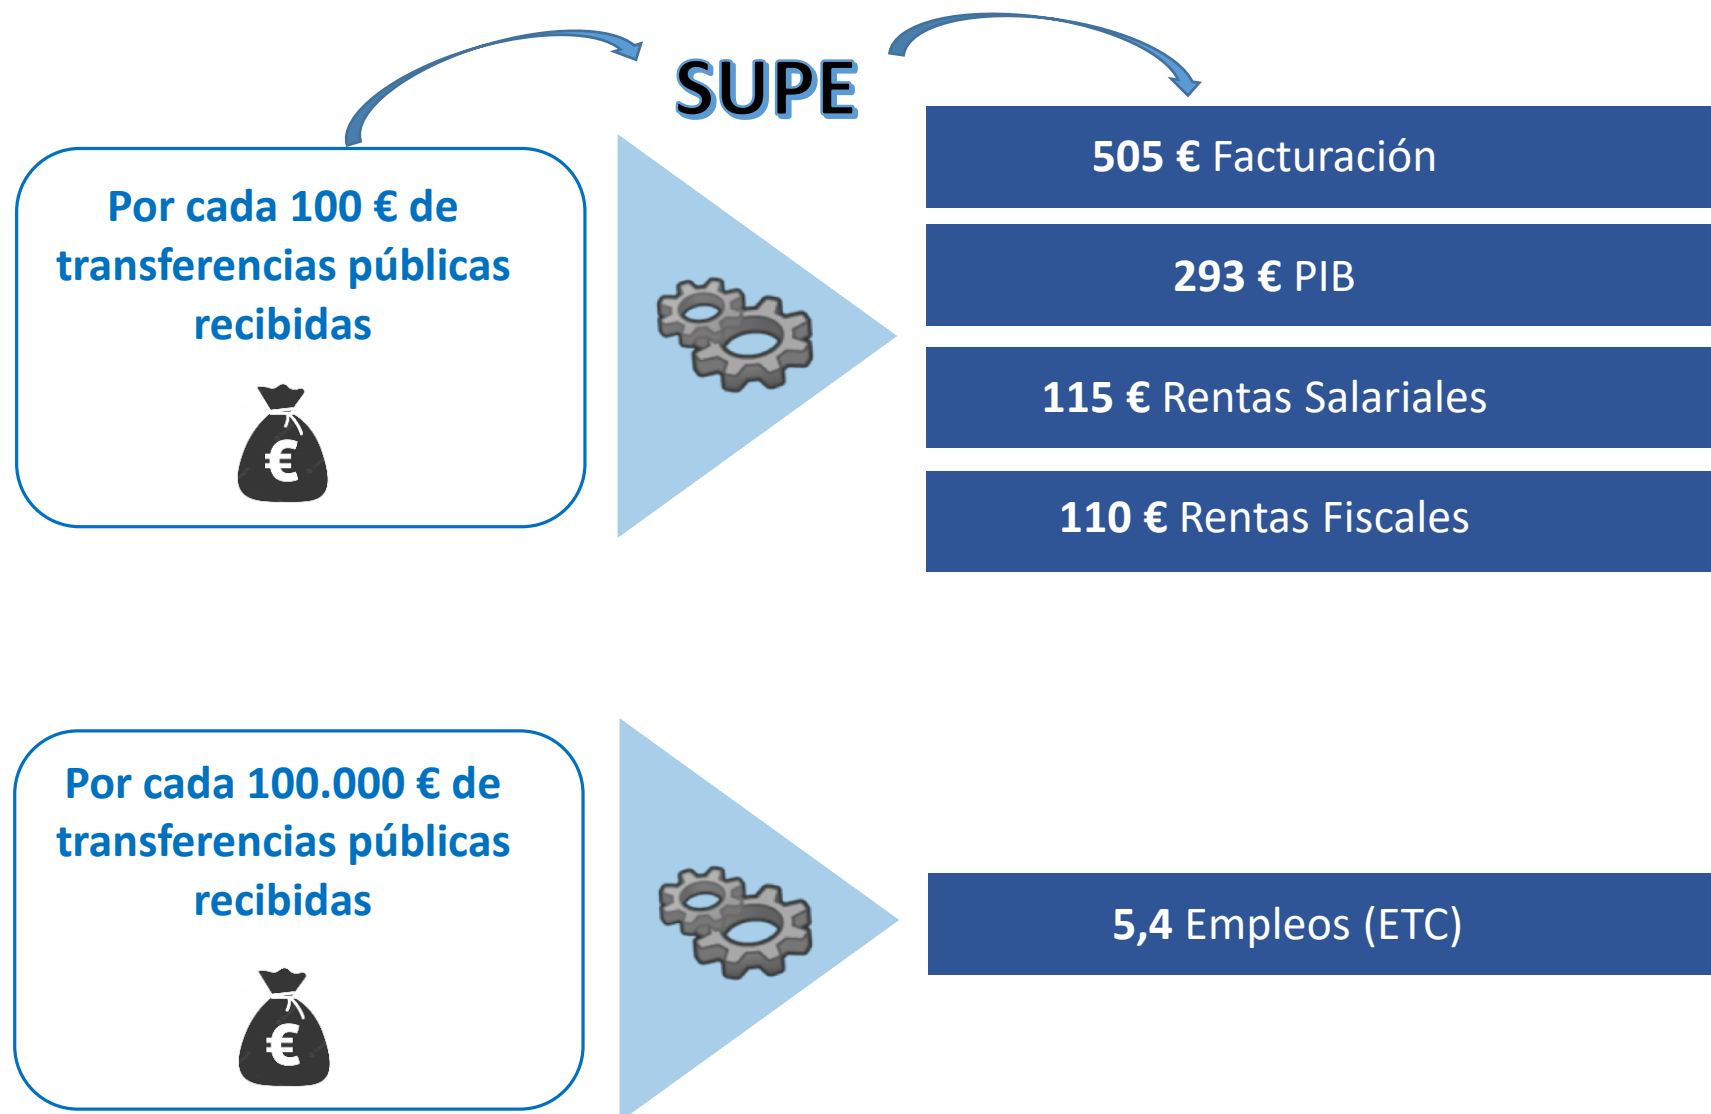 SUPE
Por cada 100 € de
transferencias públicas
recibidas
€
505 € Facturación
293 € PIB
115 € Rentas Salariales
110 € Rentas Fiscales
Por cada 100.000 € de
transferencias públicas
recibidas
€
5,4 Empleos (ETC)